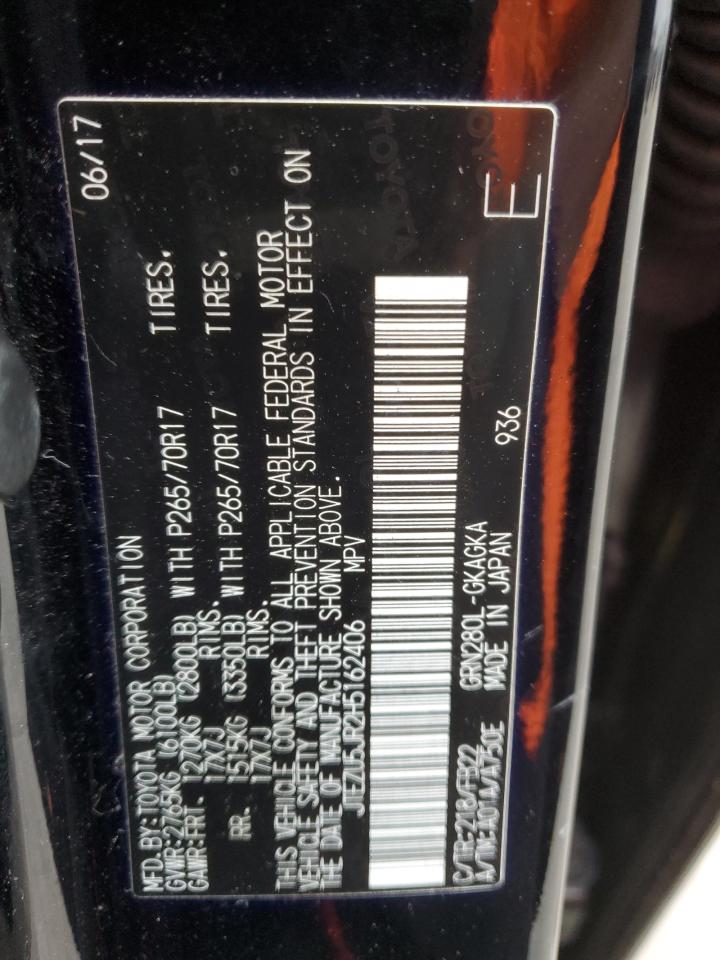 MFD.BY:TOYOTA MOTOR CORPORATION 06/17
GVWR:2765KG (6100LB)
GAWR:FRT. 1270KG (2800LB) WITH P265/70R17 TIRES.
17X7J RIMS.
RR. 1515KG (3350LB) WITH P265/70R17 TIRES.
17X7J RIMS.
THIS VEHICLE CONFORMS TO ALL APPLICABLE FEDERAL MOTOR
VEHICLE SAFETY AND THEFT PREVENTION STANDARDS IN EFFECT ON
THE DATE OF MANUFACTURE SHOWN ABOVE.
JTEZU5JR2H5162406 MPV
C/TR:218/FB22 GRN280L-GKAGKA
A/TM:A01A/A750E MADE IN JAPAN 936
E